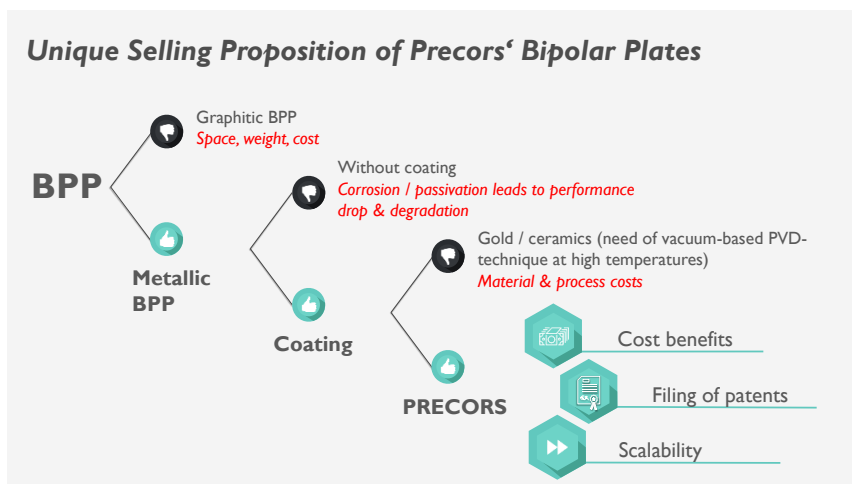 Unique Selling Proposition of Precors‘ Bipolar Plates
Graphitic BPP
Space, weight, cost
BPP
Without coating
Corrosion / passivation leads to performance
drop & degradation
Metallic
BPP
Gold / ceramics (need of vacuum-based PVD-
technique at high temperatures)
Material & process costs
Coating
PRECORS
Cost benefits
Filing of patents
Scalability